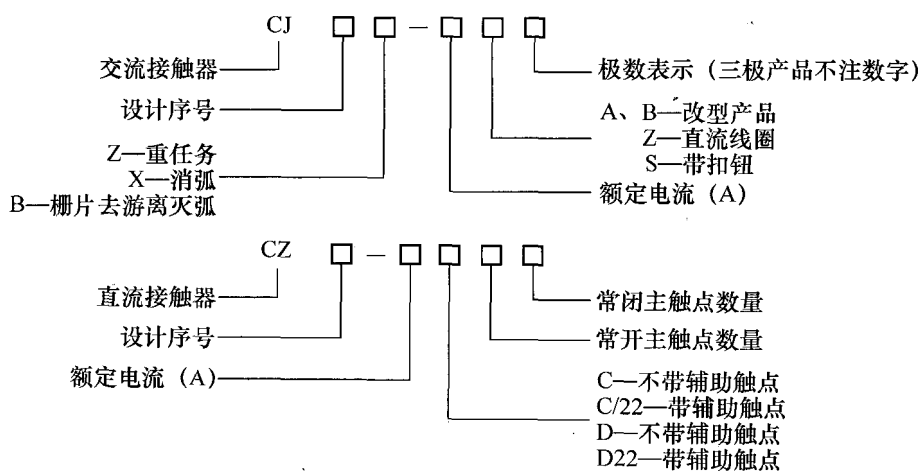 CJ
交流接触器
设计序号
Z—重任务
X—消弧
B—栅片去游离灭弧
极数表示（三极产品不注数字）
A、B—改型产品
Z—直流线圈
S—带扣钮
额定电流（A）
CZ
直流接触器
设计序号
额定电流（A）
常闭主触点数量
常开主触点数量
C—不带辅助触点
C/22—带辅助触点
D—不带辅助触点
D22—带辅助触点